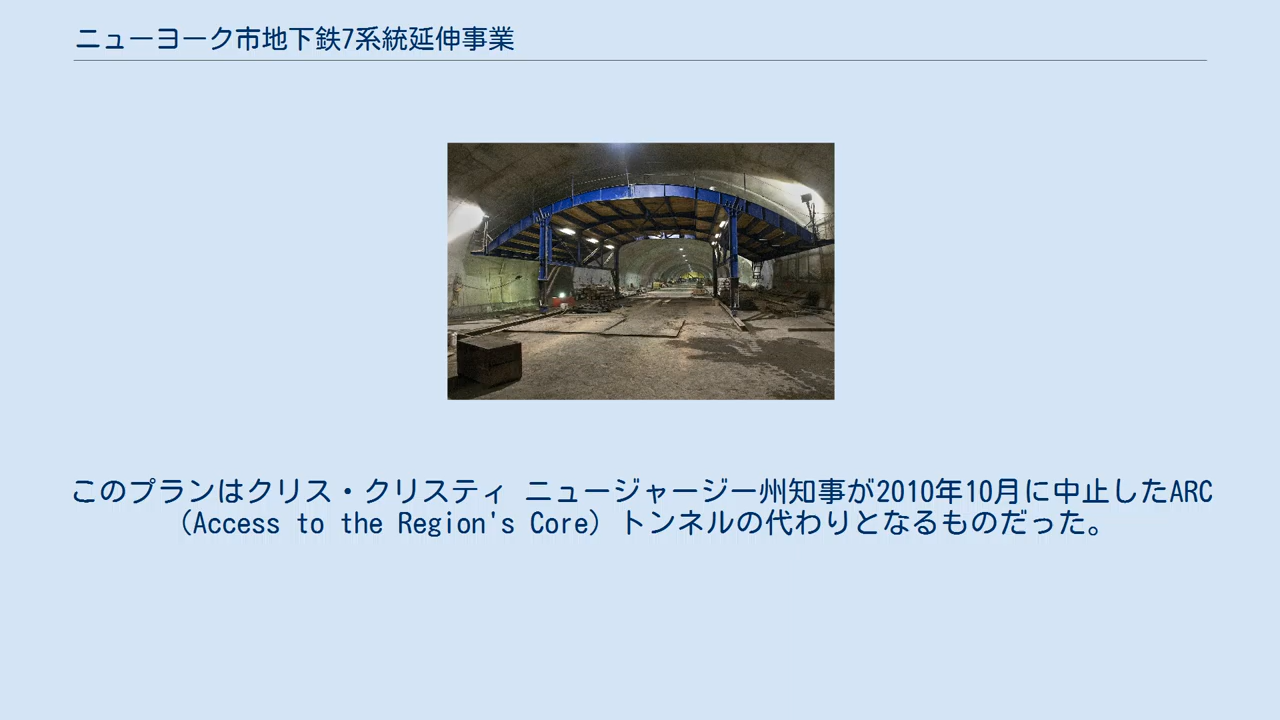 ニューヨーク市地下鉄7系統延伸事業
このプランはクリス・クリスティ ニュージャージー州知事が2010年10月に中止したARC
（Access to the Region's Core）トンネルの代わりとなるものだった。